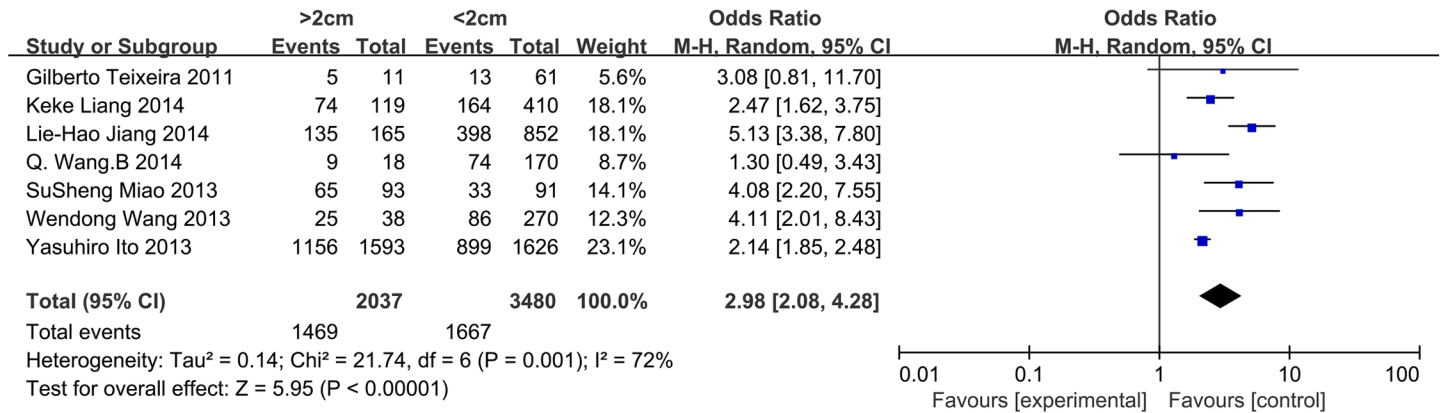 >2cm <2cm Odds Ratio Odds Ratio
Study or Subgroup Events Total Events Total Weight M-H, Random, 95% CI M-H, Random, 95% CI
Gilberto Teixeira 2011 5 11 13 61 5.6% 3.08 [0.81, 11.70]
Keke Liang 2014 74 119 164 410 18.1% 2.47 [1.62, 3.75]
Lie-Hao Jiang 2014 135 165 398 852 18.1% 5.13 [3.38, 7.80]
Q. Wang.B 2014 9 18 74 170 8.7% 1.30 [0.49, 3.43]
SuSheng Miao 2013 65 93 33 91 14.1% 4.08 [2.20, 7.55]
Wendong Wang 2013 25 38 86 270 12.3% 4.11 [2.01, 8.43]
Yasuhiro Ito 2013 1156 1593 899 1626 23.1% 2.14 [1.85, 2.48]
Total (95% CI) 2037 3480 100.0% 2.98 [2.08, 4.28]
Total events 1469 1667
Heterogeneity: Tau² = 0.14; Chi² = 21.74, df = 6 (P = 0.001); I² = 72%
Test for overall effect: Z = 5.95 (P < 0.00001)
0.01 0.1 1 10 100
Favours [experimental] Favours [control]